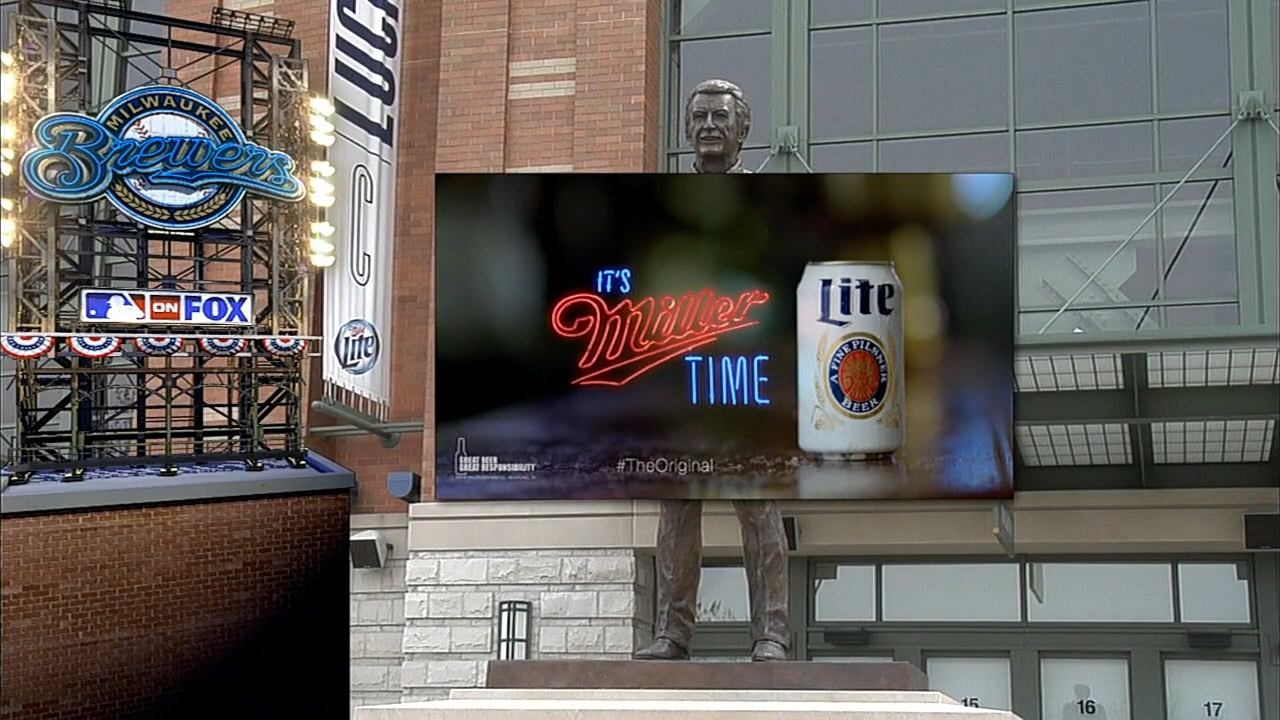 MILWAUKEE
Brewers
MLB ON FOX
Lite
IT'S
Miller
TIME
Lite
A FINE PILSNER
BEER
GREAT BEER
GREAT RESPONSIBILITY
#TheOriginal
15
16
17